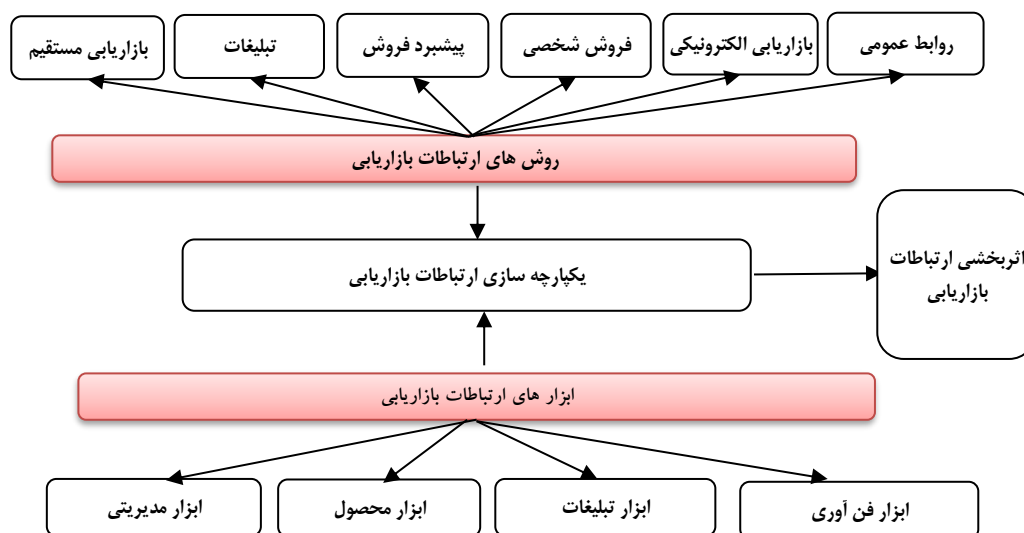 روابط عمومی
بازاریابی الکترونیکی
فروش شخصی
پیشبرد فروش
تبلیغات
بازاریابی مستقیم
روش های ارتباطات بازاریابی
یکپارچه سازی ارتباطات بازاریابی
اثربخشی ارتباطات
بازاریابی
ابزار های ارتباطات بازاریابی
ابزار فن آوری
ابزار تبلیغات
ابزار محصول
ابزار مدیریتی